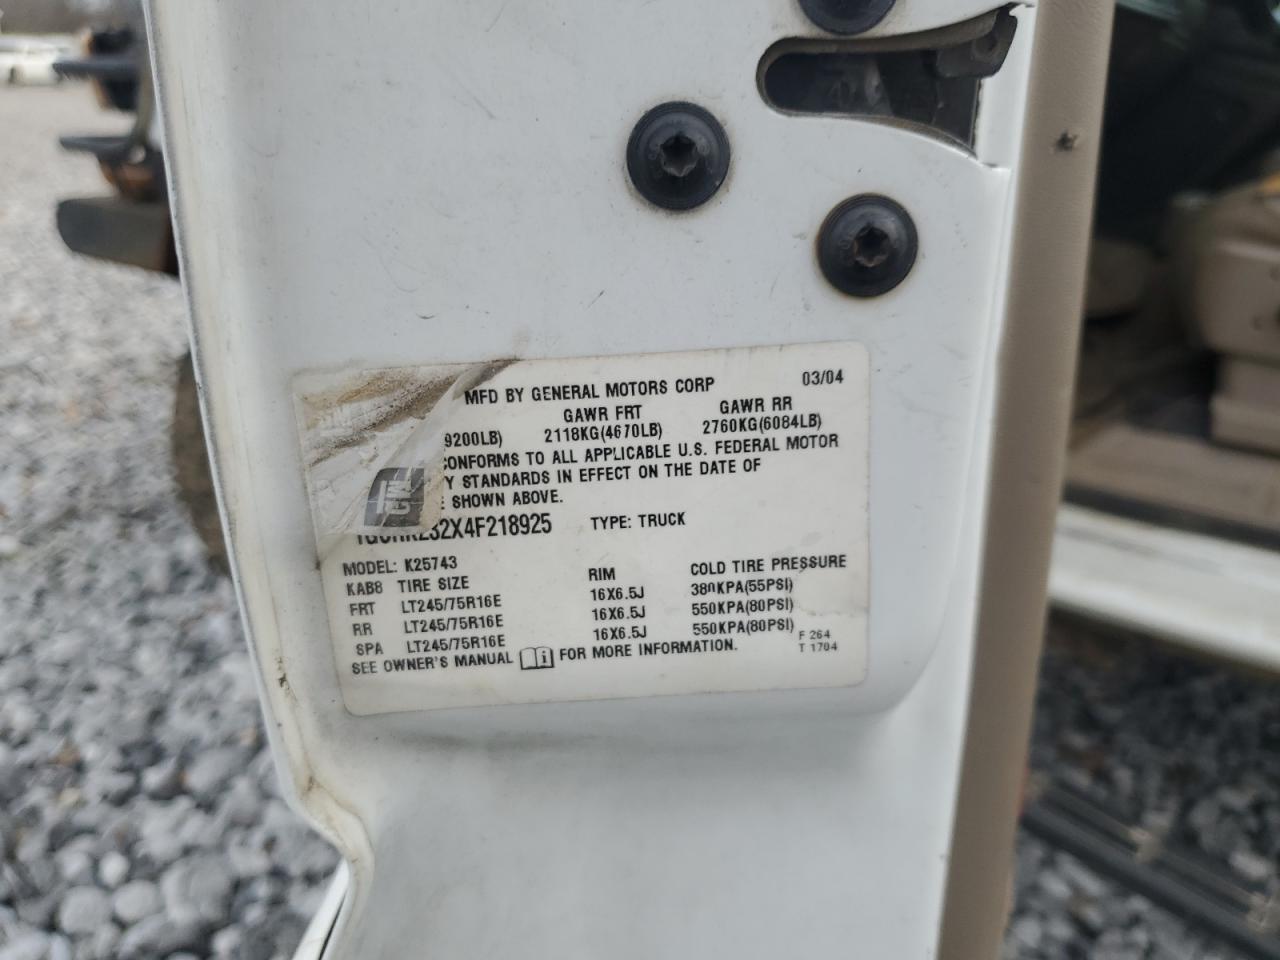 MFD BY GENERAL MOTORS CORP 03/04
GAWR FRT GAWR RR
9200LB) 2118KG(4670LB) 2760KG(6084LB)
CONFORMS TO ALL APPLICABLE U.S. FEDERAL MOTOR
Y STANDARDS IN EFFECT ON THE DATE OF
E SHOWN ABOVE.
2X4F218925 TYPE: TRUCK
MODEL: K25743
KAB8 TIRE SIZE RIM COLD TIRE PRESSURE
FRT LT245/75R16E 16X6.5J 380KPA(55PSI)
RR LT245/75R16E 16X6.5J 550KPA(80PSI)
SPA LT245/75R16E 16X6.5J 550KPA(80PSI)
SEE OWNER'S MANUAL FOR MORE INFORMATION.
F 264
T 1704